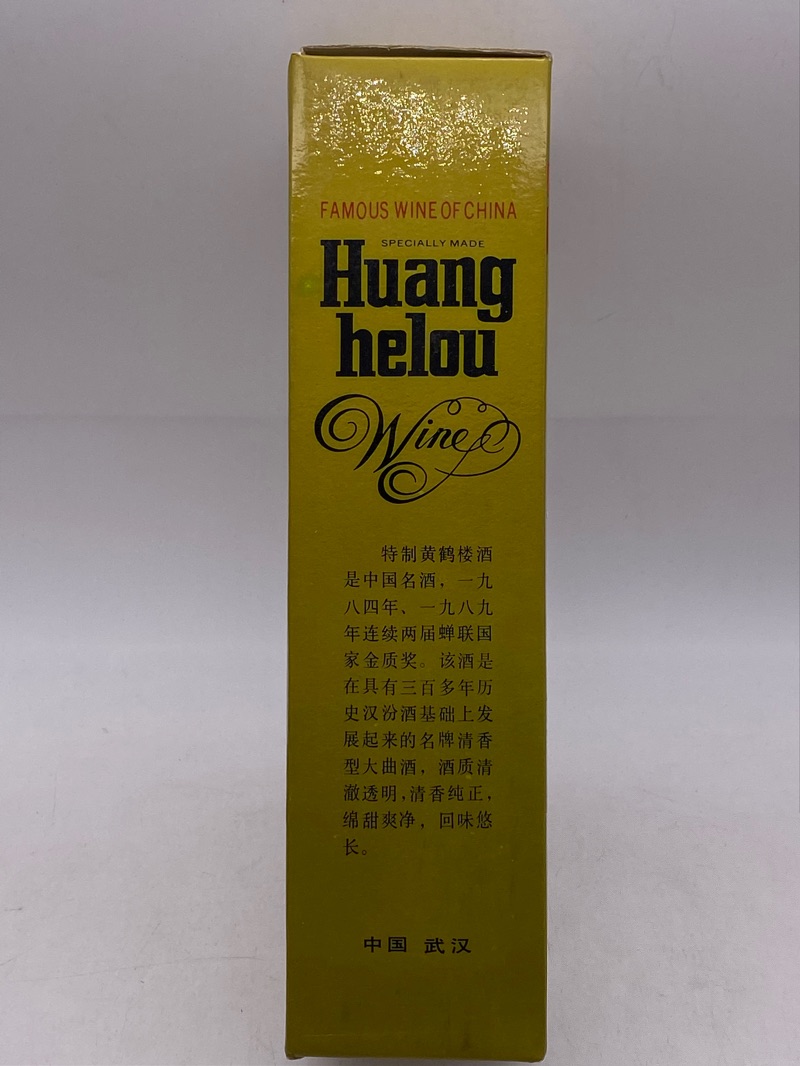 FAMOUS WINE OF CHINA
SPECIALLY MADE
Huang
helou
Wine
特制黄鹤楼酒
是中国名酒，一九
八四年、一九八九
年连续两届蝉联国
家金质奖。该酒是
在具有三百多年历
史汉汾酒基础上发
展起来的名牌清香
型大曲酒，酒质清
澈透明，清香纯正，
绵甜爽净，回味悠
长。
中国 武汉